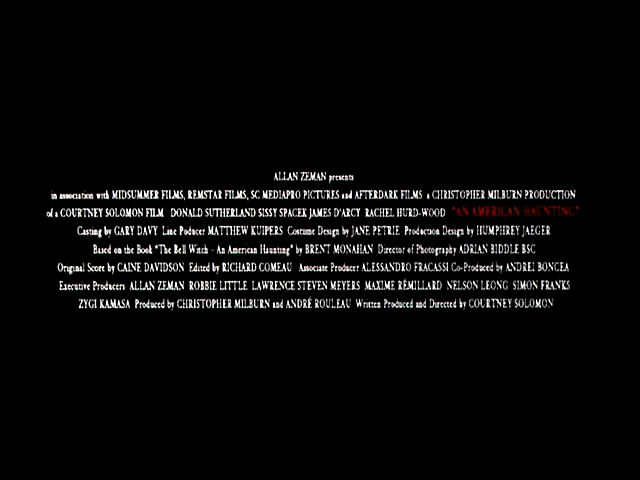 ALLAN ZEMAN presents
in association with MIDSUMMER FILMS, REMSTAR FILMS, SC MEDIAPRO PICTURES and AFTERDARK FILMS a CHRISTOPHER MILBURN PRODUCTION
of a COURTNEY SOLOMON FILM DONALD SUTHERLAND SISSY SPACEK JAMES D'ARCY RACHEL HURD-WOOD "AN AMERICAN HAUNTING"
Casting by GARY DAVY Line Poducer MATTHEW KUIPERS Costume Design by JANE PETRIE Production Design by HUMPHREY JAEGER
Based on the Book "The Bell Witch - An American Haunting" by BRENT MONAHAN Director of Photography ADRIAN BIDDLE BSC
Original Score by CAINE DAVIDSON Edited by RICHARD COMEAU Associate Producer ALESSANDRO FRACASSI Co-Produced by ANDREI BONCEA
Executive Producers ALLAN ZEMAN ROBBIE LITTLE LAWRENCE STEVEN MEYERS MAXIME RÉMILLARD NELSON LEONG SIMON FRANKS
ZYGI KAMASA Produced by CHRISTOPHER MILBURN and ANDRÉ ROULEAU Written Produced and Directed by COURTNEY SOLOMON